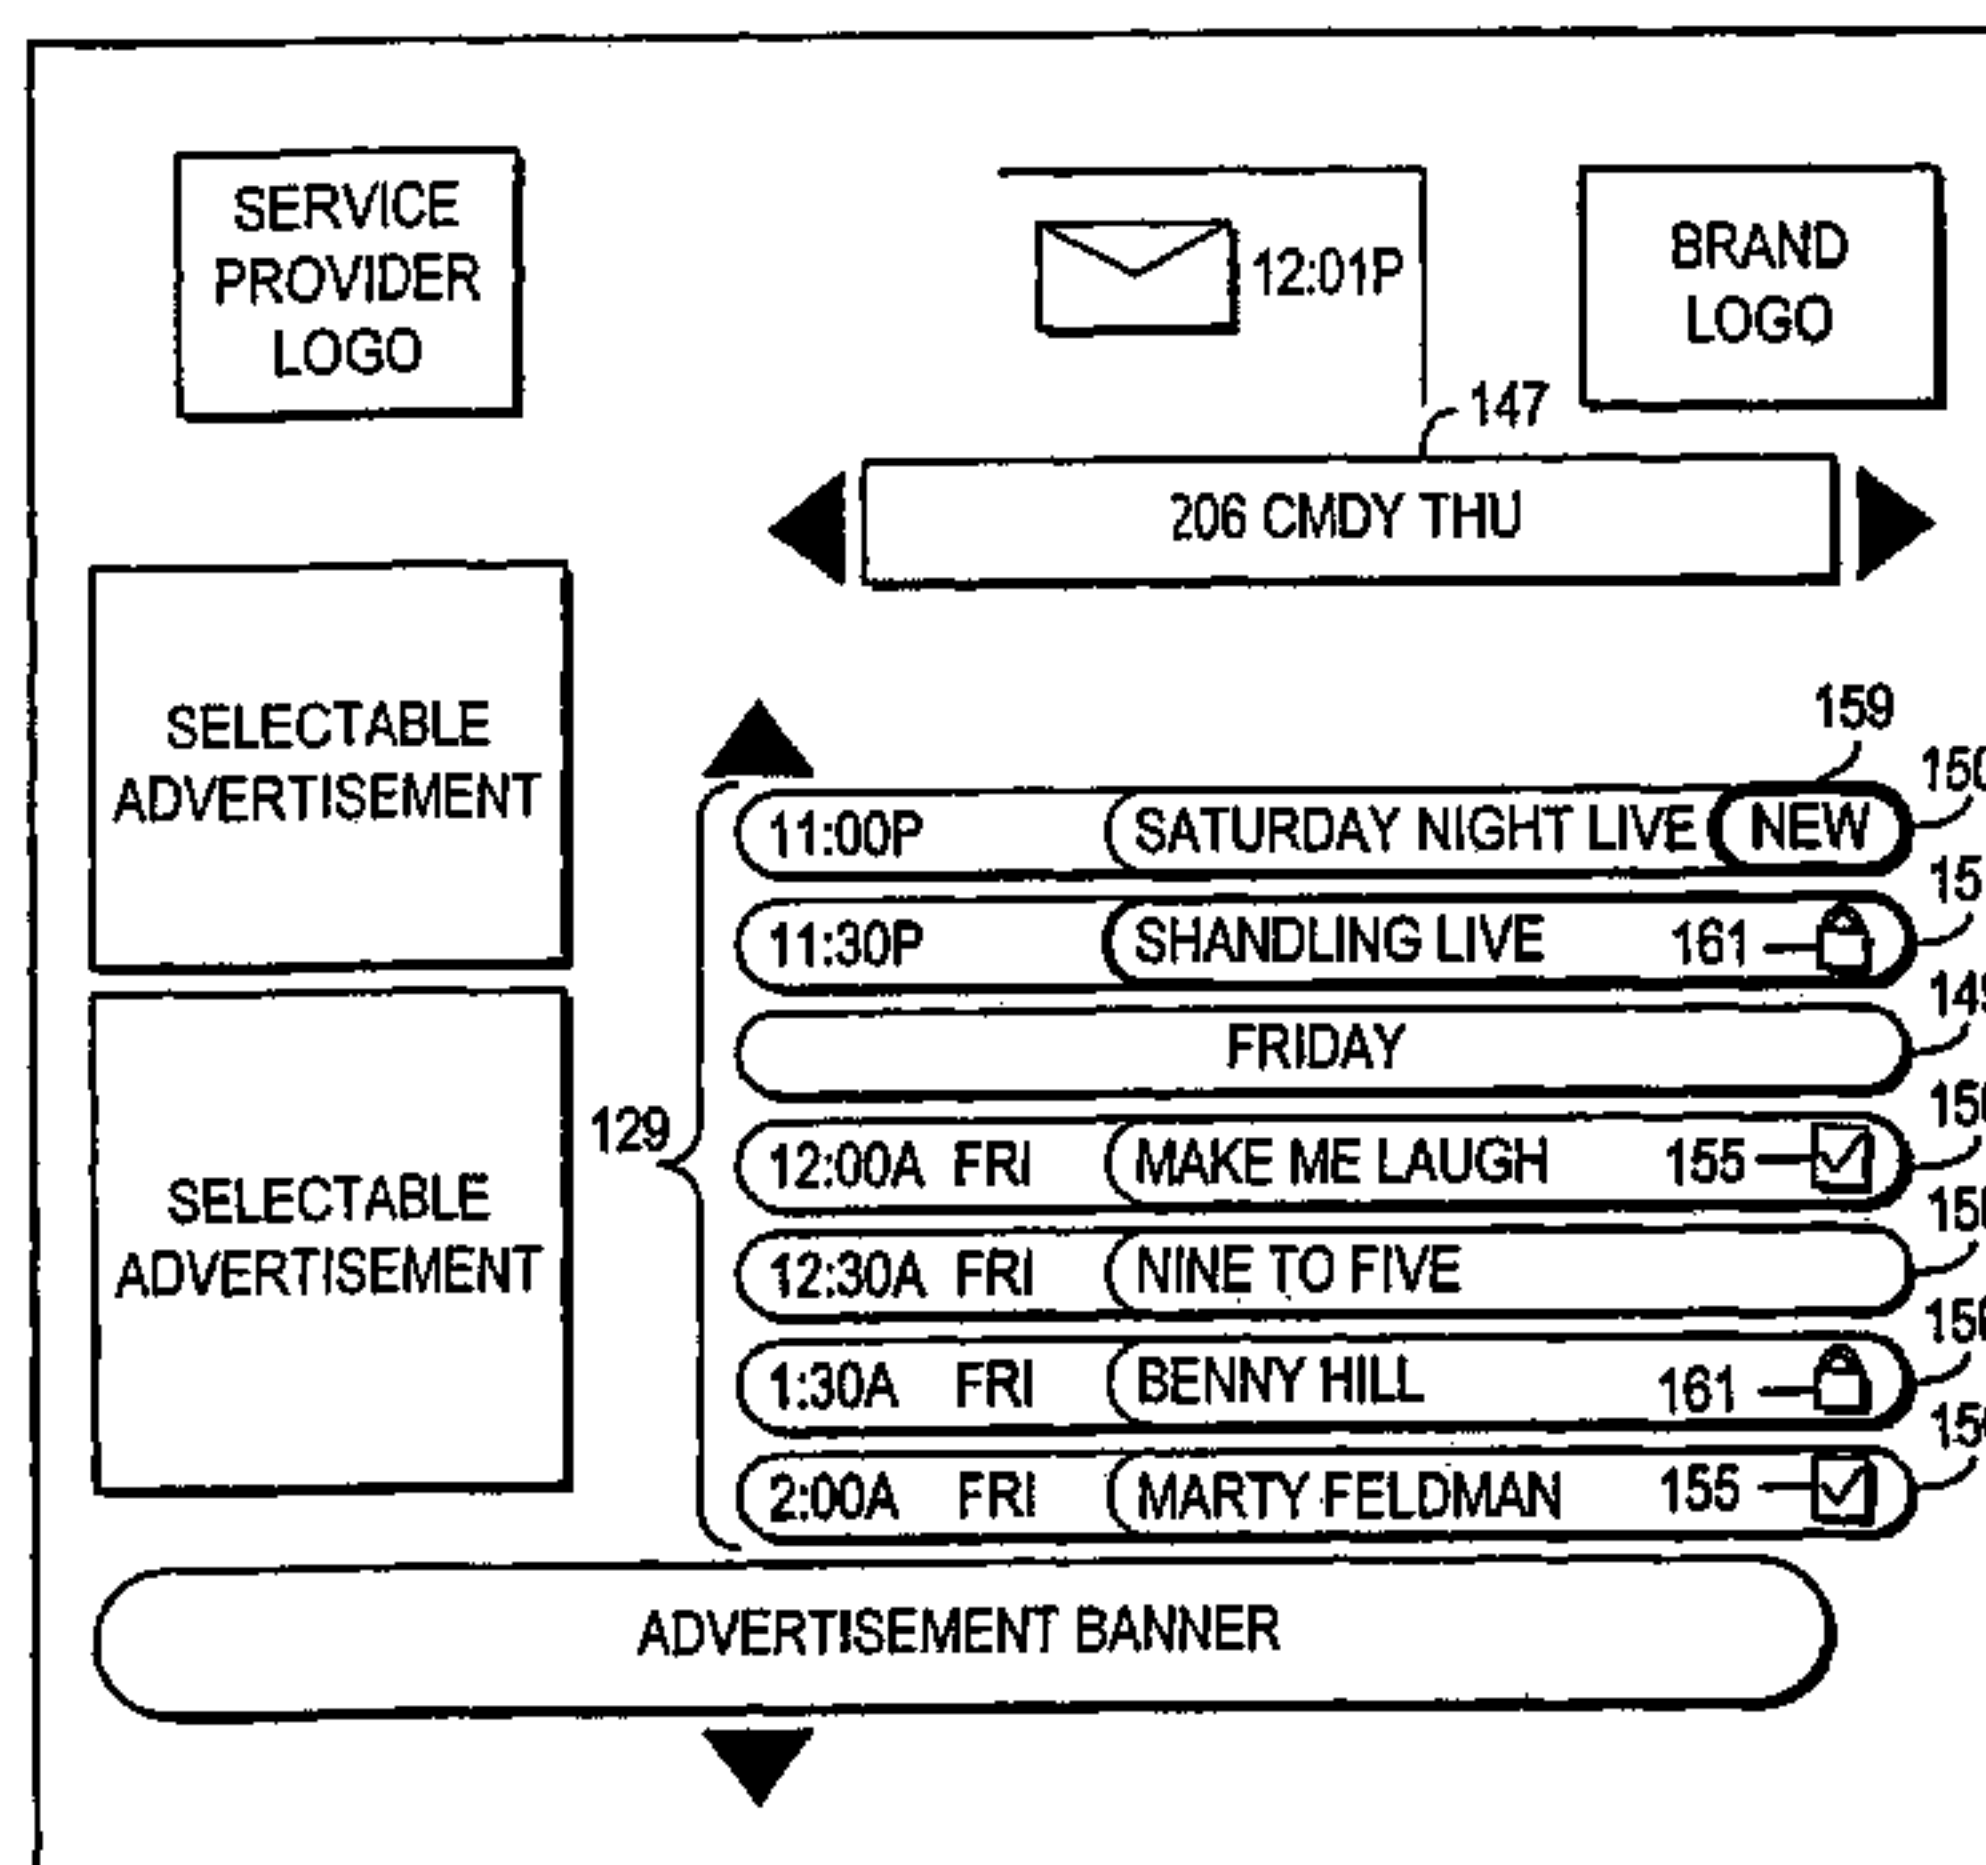 SERVICE
PROVIDER
LOGO
12:01P
BRAND
LOGO
147
206 CMDY THU
SELECTABLE
ADVERTISEMENT
159
11:00P SATURDAY NIGHT LIVE NEW
11:30P SHANDLING LIVE 161
FRIDAY
129
12:00A FRI MAKE ME LAUGH 155
SELECTABLE
ADVERTISEMENT
12:30A FRI NINE TO FIVE
1:30A FRI BENNY HILL 161
2:00A FRI MARTY FELDMAN 155
ADVERTISEMENT BANNER